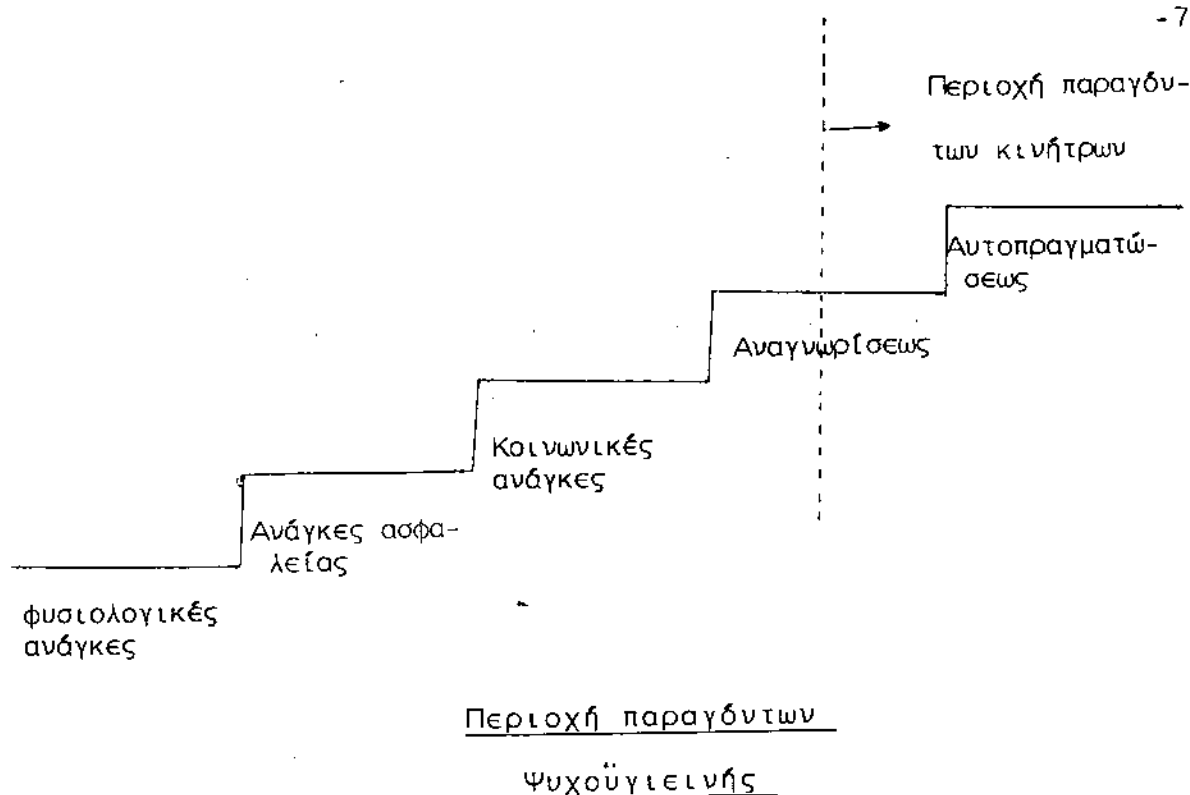 -7
Περιοχή παραγόν-
των κινήτρων
Αυτοπραγματώ-
σεως
Αναγνωρίσεως
Κοινωνικές
ανάγκες
Ανάγκες ασφα-
λείας
φυσιολογικές
ανάγκες
Περιοχή παραγόντων
Ψυχοϋγιεινής